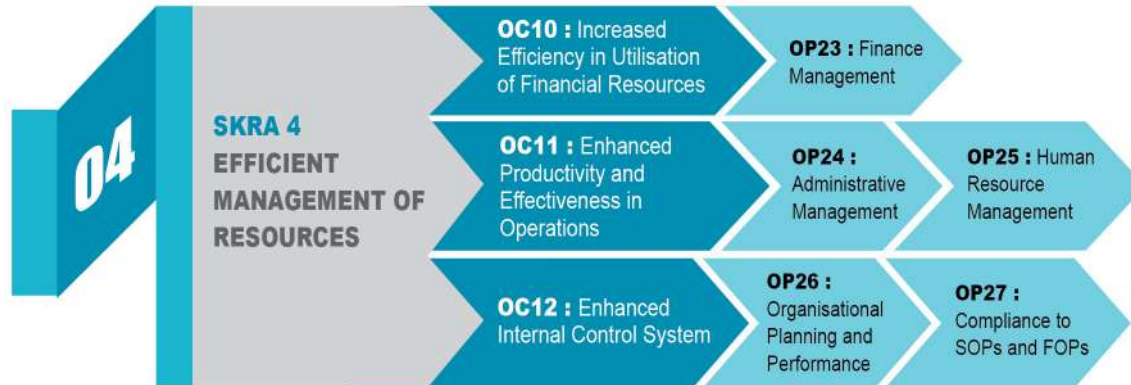 04
SKRA 4
EFFICIENT
MANAGEMENT OF
RESOURCES
OC10 : Increased
Efficiency in Utilisation
of Financial Resources
OP23 : Finance
Management
OC11 : Enhanced
Productivity and
Effectiveness in
Operations
OP24 :
Administrative
Management
OP25 : Human
Resource
Management
OC12 : Enhanced
Internal Control System
OP26 :
Organisational
Planning and
Performance
OP27 :
Compliance to
SOPs and FOPs